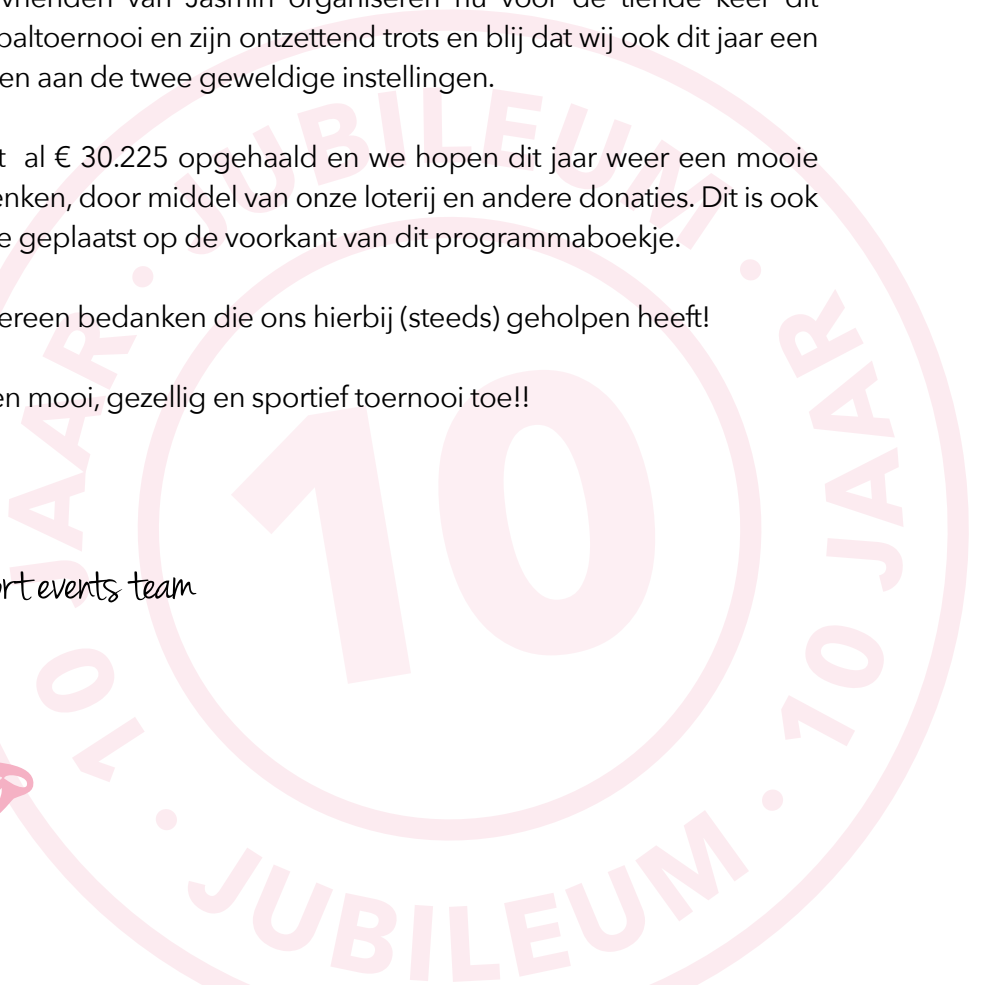 vrienden van Jasmin organiseren nu voor de tiende keer dit
baltoernooi en zijn ontzettend trots en blij dat wij ook dit jaar een
en aan de twee geweldige instellingen.
t al € 30.225 opgehaald en we hopen dit jaar weer een mooie
enken, door middel van onze loterij en andere donaties. Dit is ook
e geplaatst op de voorkant van dit programmaboekje.
ereen bedanken die ons hierbij (steeds) geholpen heeft!
en mooi, gezellig en sportief toernooi toe!!
ort events team
10 JAAR • JUBILEUM • 10 JAAR • JUBILEUM •
10